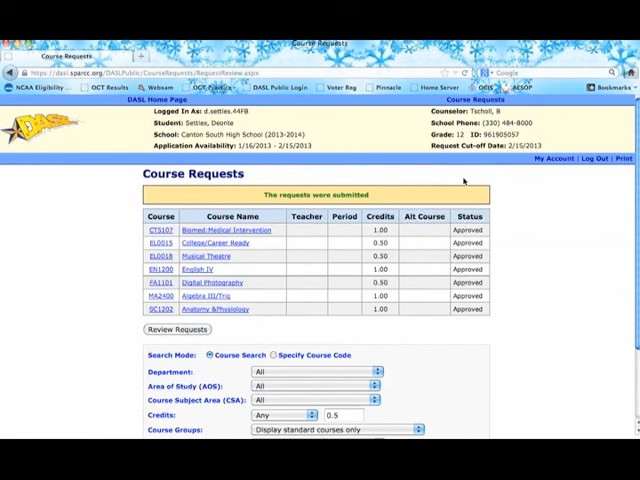 Course Requests
Course Requests
https://dasl.sparcc.org/DASLPublic/CourseRequests/RequestReview.aspx
Google
NCAA Eligibility ... OGT Results Webxam OGT Practice DASL Public Login Voter Reg Pinnacle Home Server OCIS AESOP Bookmarks
DASL Home Page Course Requests
DASL
Logged In As: d.settles.44FB Counselor: Tscholl, B
Student: Settles, Deonte School Phone: (330) 484-8000
School: Canton South High School (2013-2014) Grade: 12 ID: 961905057
Application Availability: 1/16/2013 - 2/15/2013 Request Cut-off Date: 2/15/2013
My Account | Log Out | Print
Course Requests
The requests were submitted
Course Course Name Teacher Period Credits Alt Course Status
CT5107 Biomed:Medical Intervention 1.00 Approved
EL0015 College/Career Ready 0.50 Approved
EL0018 Musical Theatre 0.50 Approved
EN1200 English IV 1.00 Approved
FA1101 Digital Photography 0.50 Approved
MA2400 Algebra III/Trig 1.00 Approved
SC1202 Anatomy &Physiology 1.00 Approved
Review Requests
Search Mode: Course Search Specify Course Code
Department: All
Area of Study (AOS): All
Course Subject Area (CSA): All
Credits: Any 0.5
Course Groups: Display standard courses only